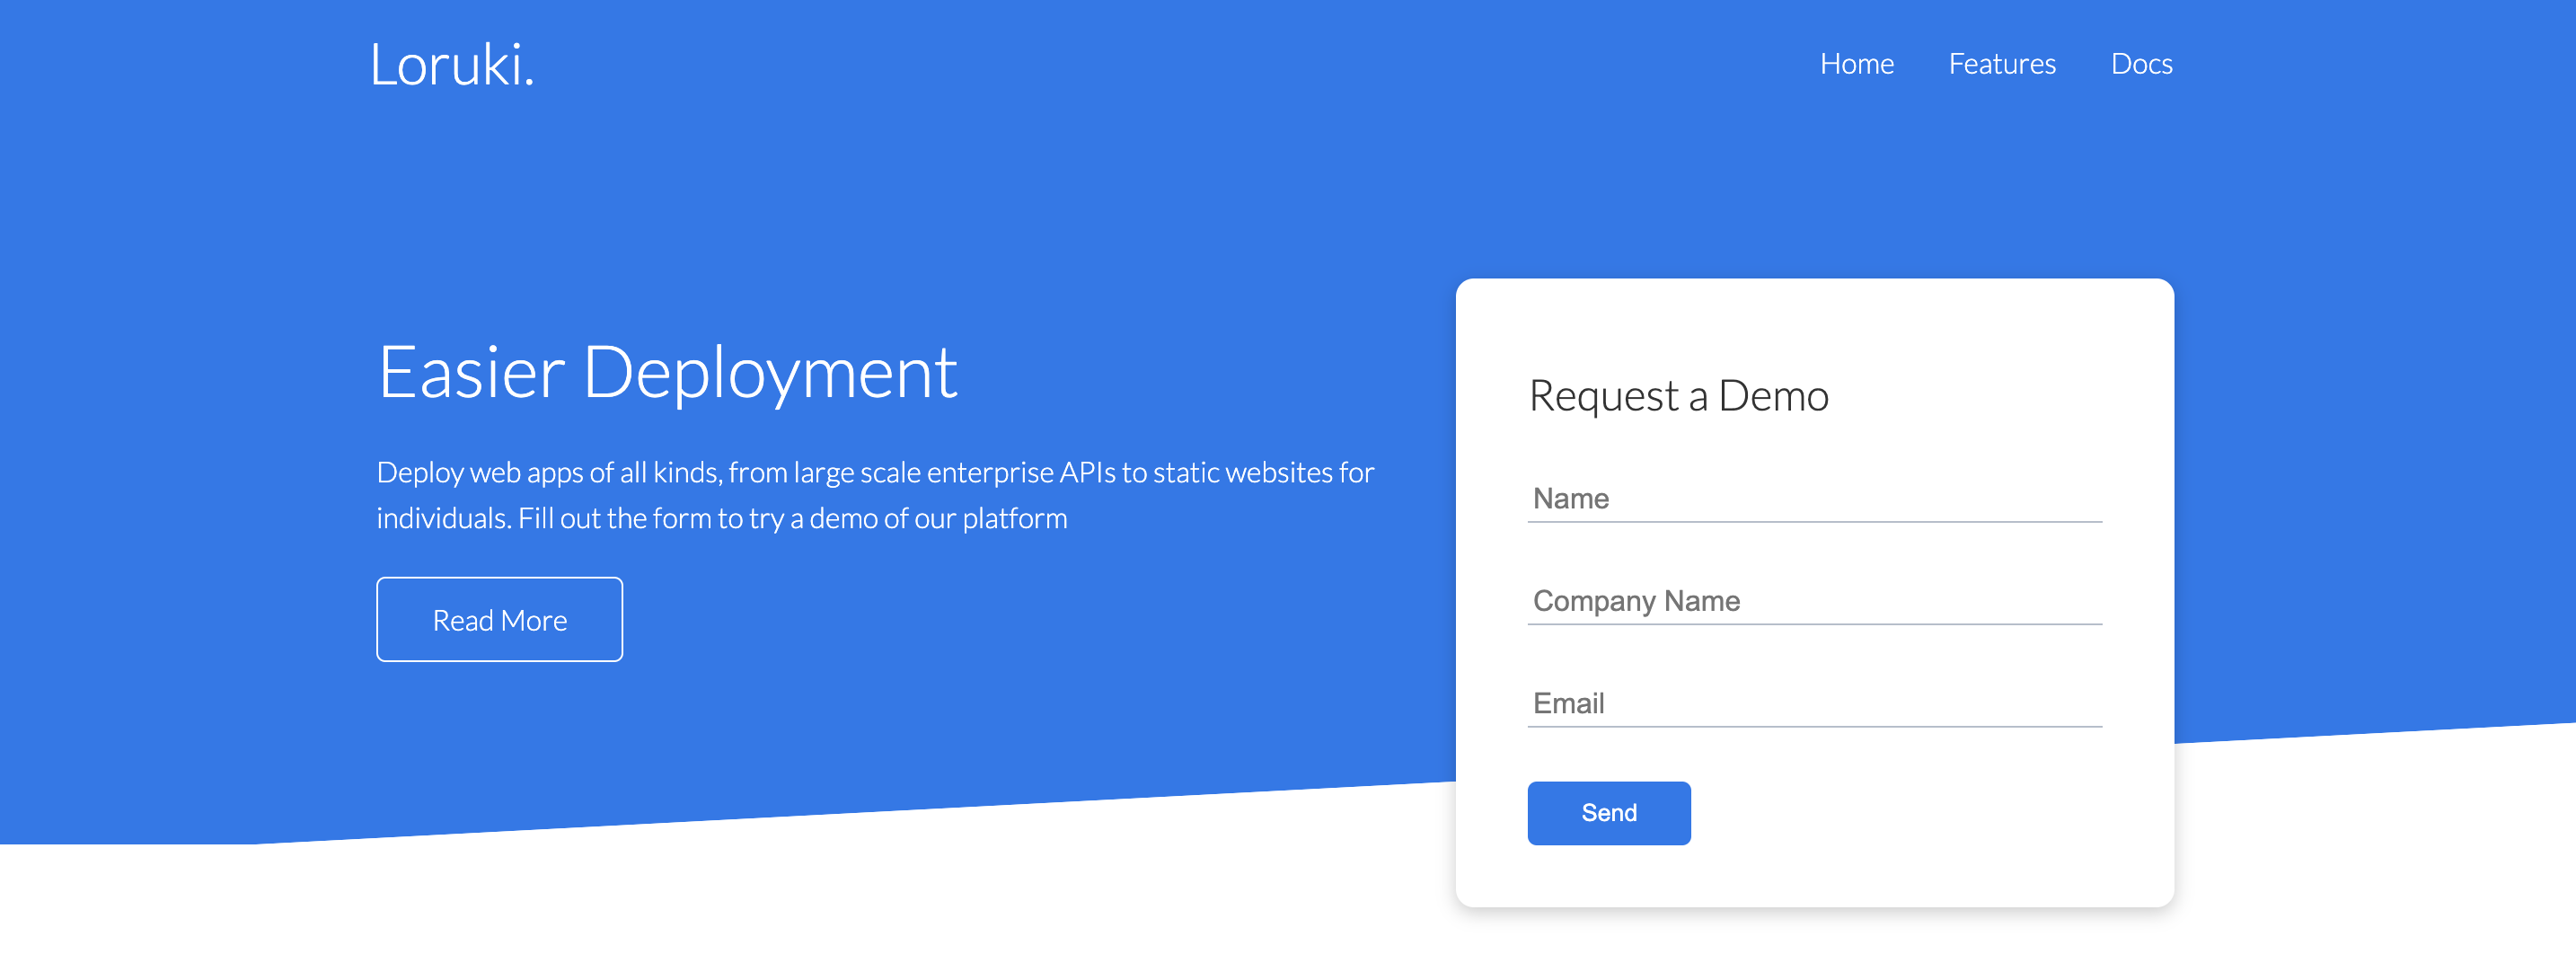 Loruki.
Home Features Docs
Easier Deployment
Deploy web apps of all kinds, from large scale enterprise APIs to static websites for
individuals. Fill out the form to try a demo of our platform
Read More
Request a Demo
Name
Company Name
Email
Send